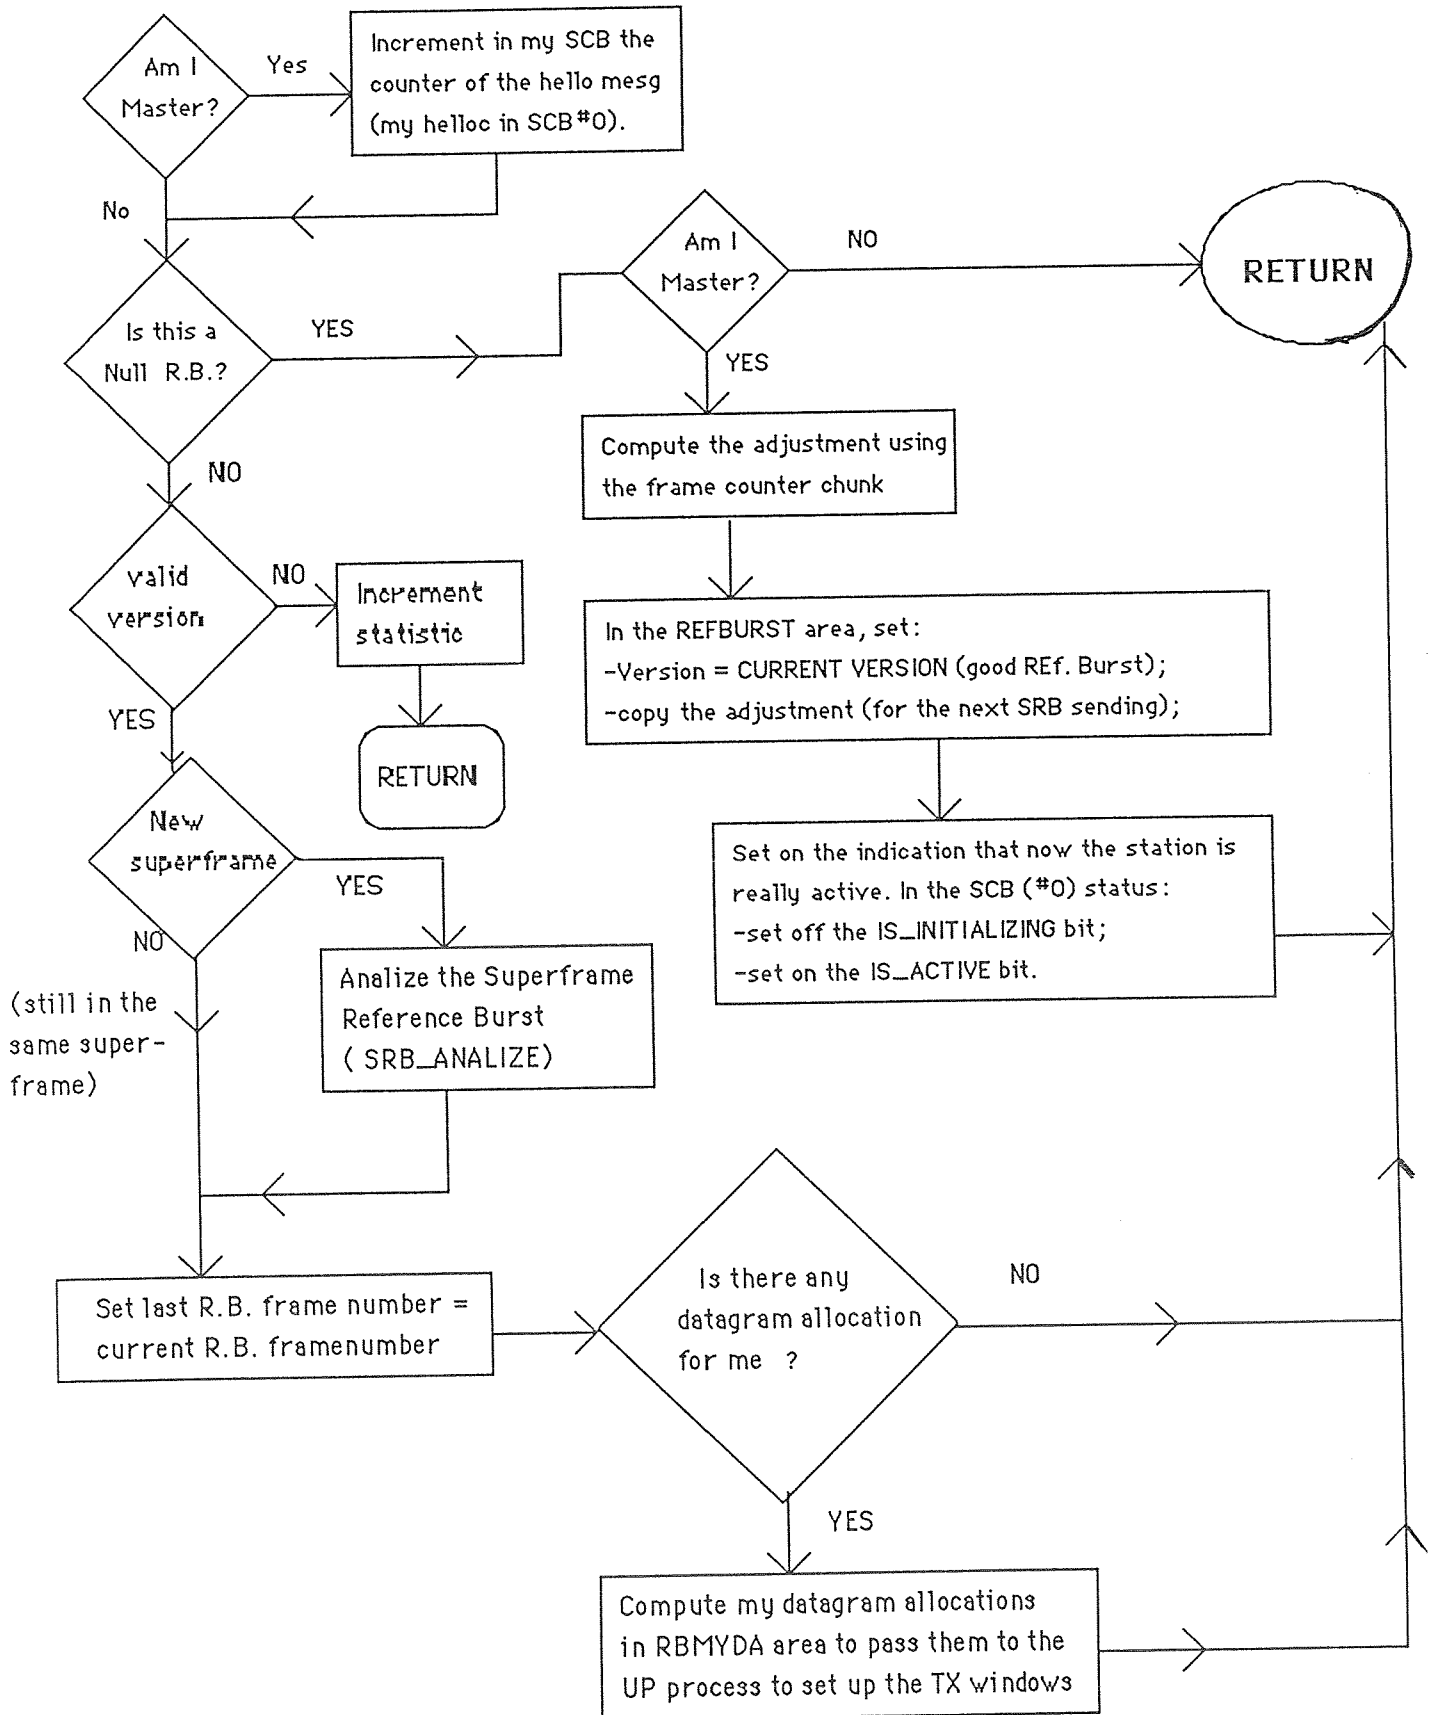 Am I
Master?
Yes
Increment in my SCB the
counter of the hello mesg
(my helloc in SCB #0).
No
Am I
Master?
NO
RETURN
Is this a
Null R.B.?
YES
YES
Compute the adjustment using
the frame counter chunk
NO
valid
version
NO
Increment
statistic
In the REFBURST area, set:
-Version = CURRENT VERSION (good REf. Burst);
-copy the adjustment (for the next SRB sending);
YES
RETURN
New
superframe
YES
NO
Set on the indication that now the station is
really active. In the SCB (#0) status:
-set off the IS_INITIALIZING bit;
-set on the IS_ACTIVE bit.
(still in the
same super-
frame)
Analize the Superframe
Reference Burst
( SRB_ANALIZE)
Set last R.B. frame number =
current R.B. framenumber
Is there any
datagram allocation
for me ?
NO
YES
Compute my datagram allocations
in RBMYDA area to pass them to the
UP process to set up the TX windows